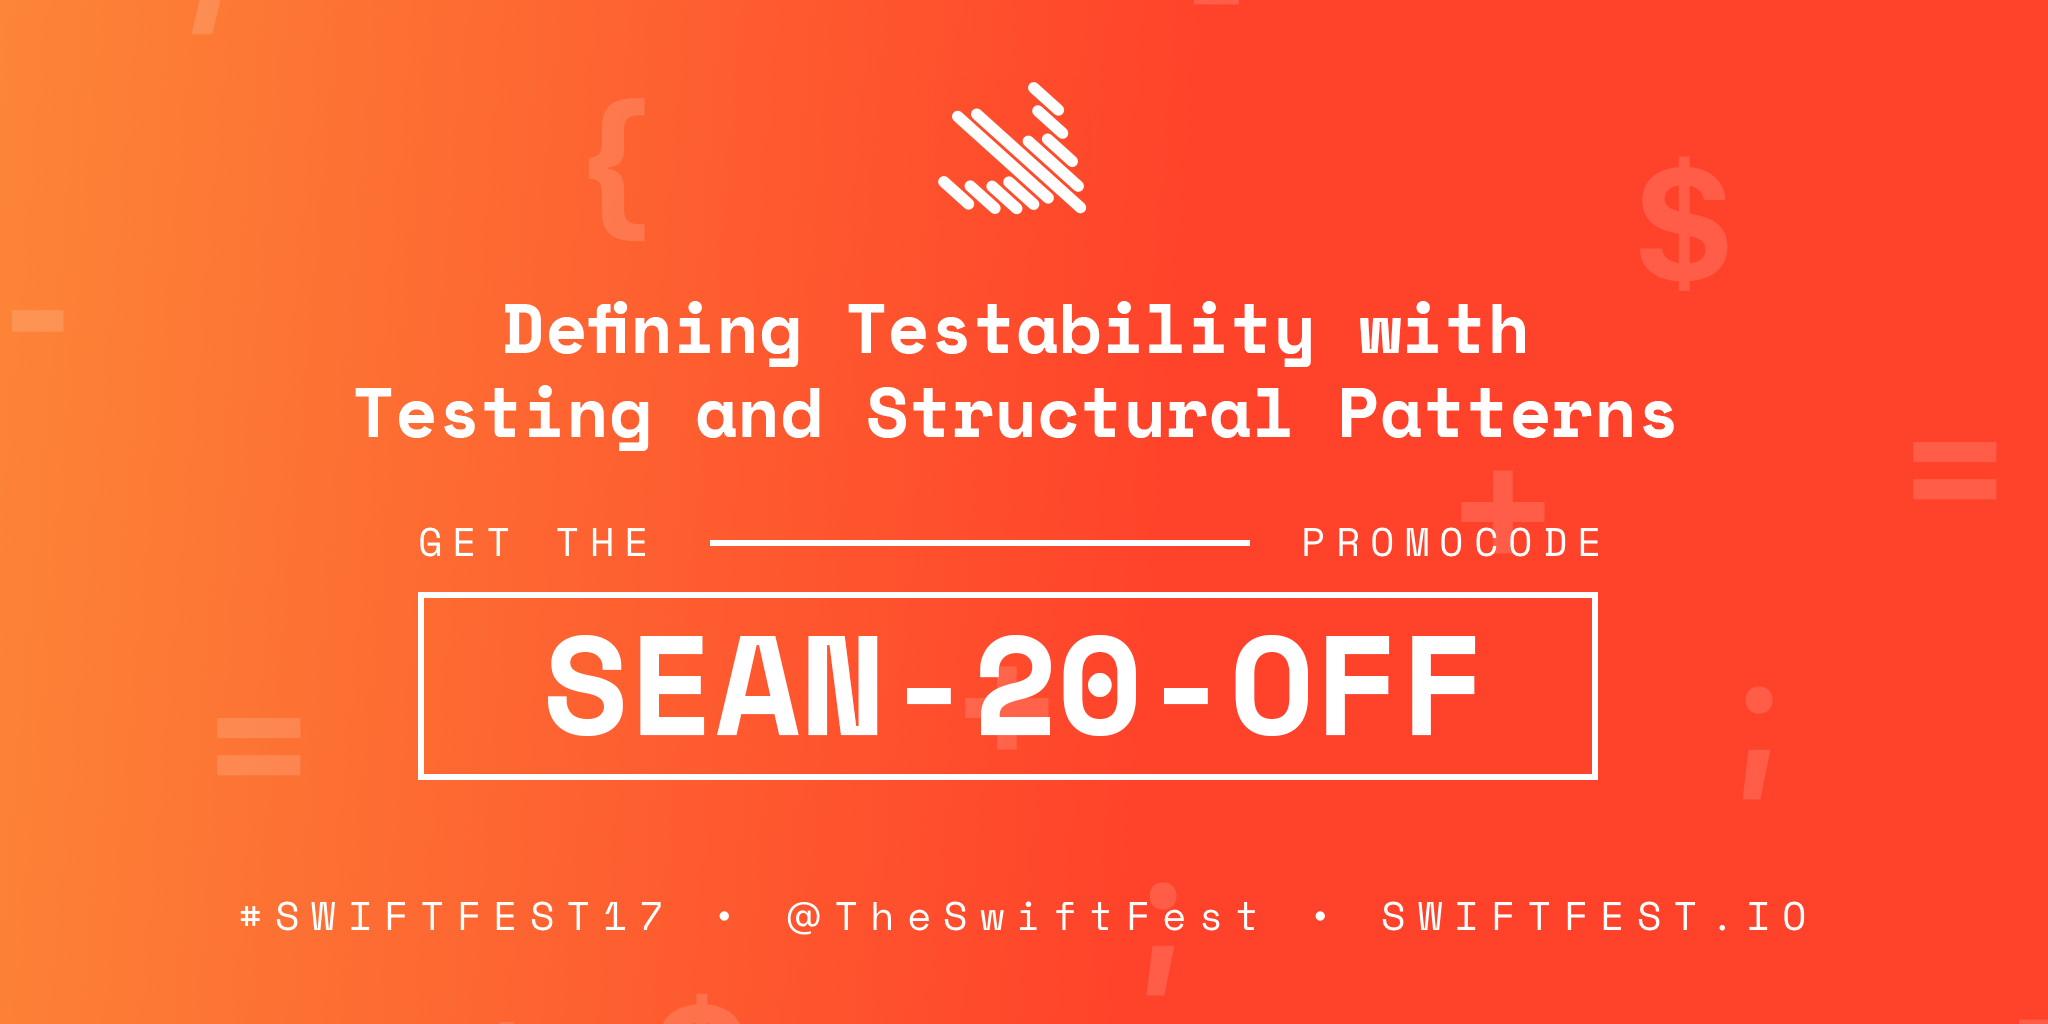 Defining Testability with
Testing and Structural Patterns
GET THE PROMOCODE
SEAN-20-OFF
#SWIFTFEST17 • @TheSwiftFest • SWIFTFEST.IO